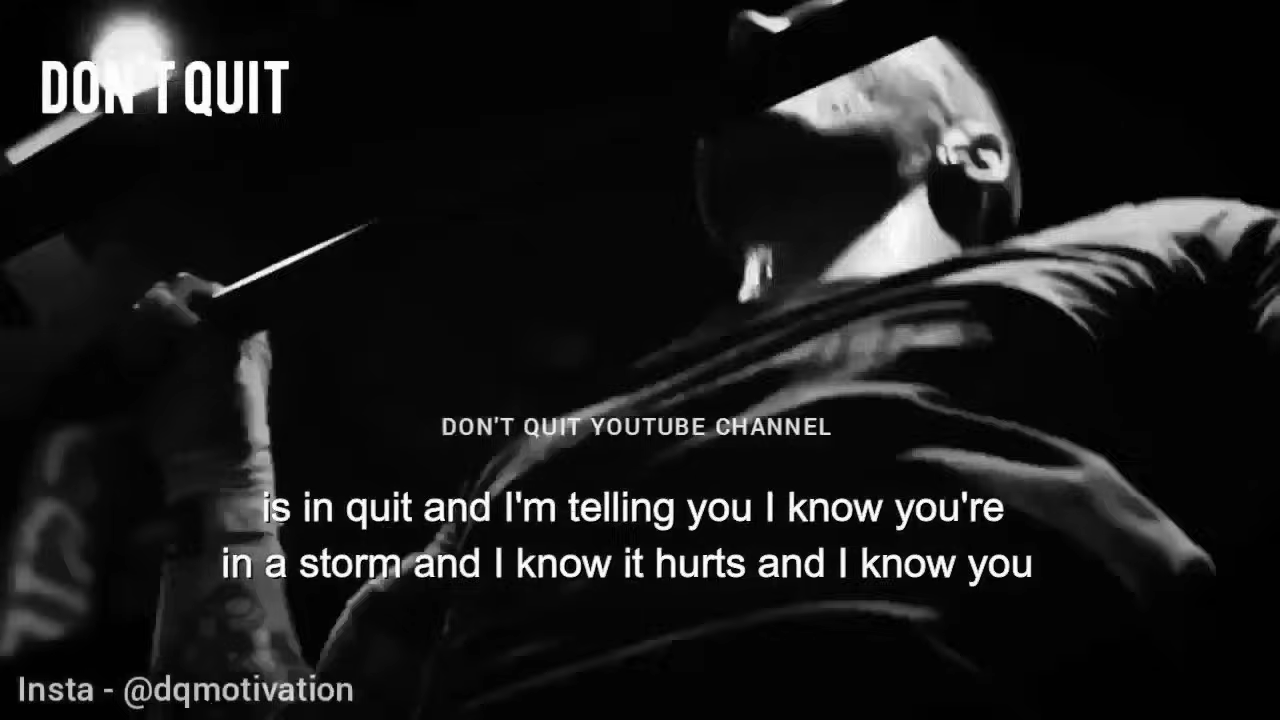 DON'T QUIT
DON'T QUIT YOUTUBE CHANNEL
is in quit and I'm telling you I know you're
in a storm and I know it hurts and I know you
Insta - @dqmotivation